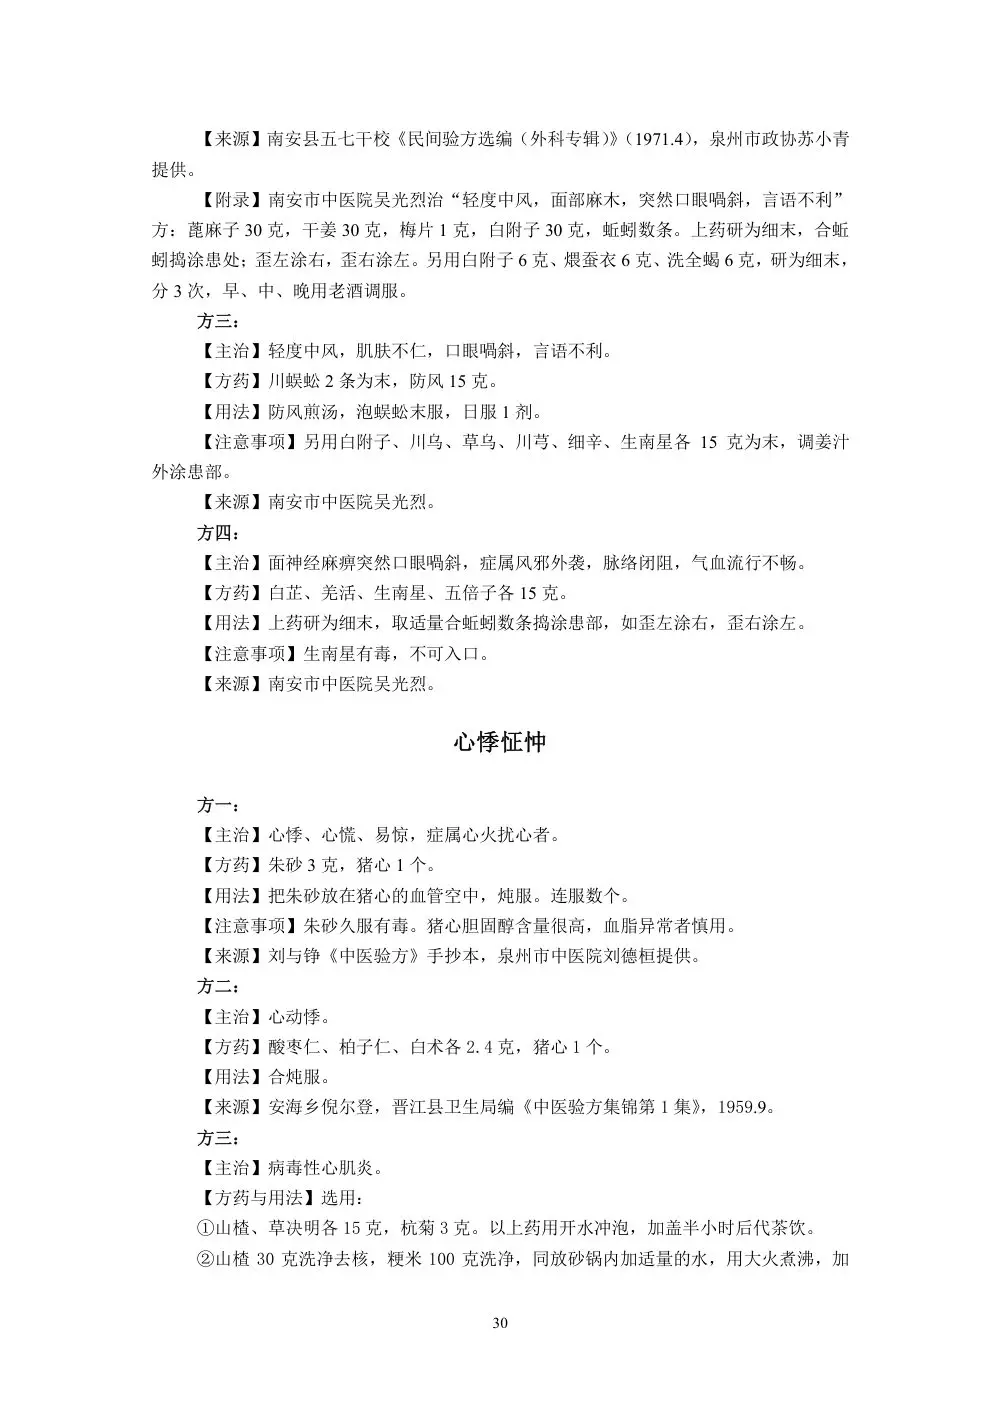 【来源】南安县五七干校《民间验方选编（外科专辑）》（1971.4），泉州市政协苏小青
提供。
【附录】南安市中医院吴光烈治“轻度中风，面部麻木，突然口眼喎斜，言语不利”
方：蓖麻子 30 克，干姜 30 克，梅片 1 克，白附子 30 克，蚯蚓数条。上药研为细末，合蚯
蚓捣涂患处；歪左涂右，歪右涂左。另用白附子 6 克、煨蚕衣 6 克、洗全蝎 6 克，研为细末，
分 3 次，早、中、晚用老酒调服。
方三：
【主治】轻度中风，肌肤不仁，口眼喎斜，言语不利。
【方药】川蜈蚣 2 条为末，防风 15 克。
【用法】防风煎汤，泡蜈蚣末服，日服 1 剂。
【注意事项】另用白附子、川乌、草乌、川芎、细辛、生南星各 15 克为末，调姜汁
外涂患部。
【来源】南安市中医院吴光烈。
方四：
【主治】面神经麻痹突然口眼喎斜，症属风邪外袭，脉络闭阻，气血流行不畅。
【方药】白芷、羌活、生南星、五倍子各 15 克。
【用法】上药研为细末，取适量合蚯蚓数条捣涂患部，如歪左涂右，歪右涂左。
【注意事项】生南星有毒，不可入口。
【来源】南安市中医院吴光烈。
心悸怔忡
方一：
【主治】心悸、心慌、易惊，症属心火扰心者。
【方药】朱砂 3 克，猪心 1 个。
【用法】把朱砂放在猪心的血管空中，炖服。连服数个。
【注意事项】朱砂久服有毒。猪心胆固醇含量很高，血脂异常者慎用。
【来源】刘与铮《中医验方》手抄本，泉州市中医院刘德桓提供。
方二：
【主治】心动悸。
【方药】酸枣仁、柏子仁、白术各 2.4 克，猪心 1 个。
【用法】合炖服。
【来源】安海乡倪尔登，晋江县卫生局编《中医验方集锦第 1 集》，1959.9。
方三：
【主治】病毒性心肌炎。
【方药与用法】选用：
①山楂、草决明各 15 克，杭菊 3 克。以上药用开水冲泡，加盖半小时后代茶饮。
②山楂 30 克洗净去核，粳米 100 克洗净，同放砂锅内加适量的水，用大火煮沸，加
30